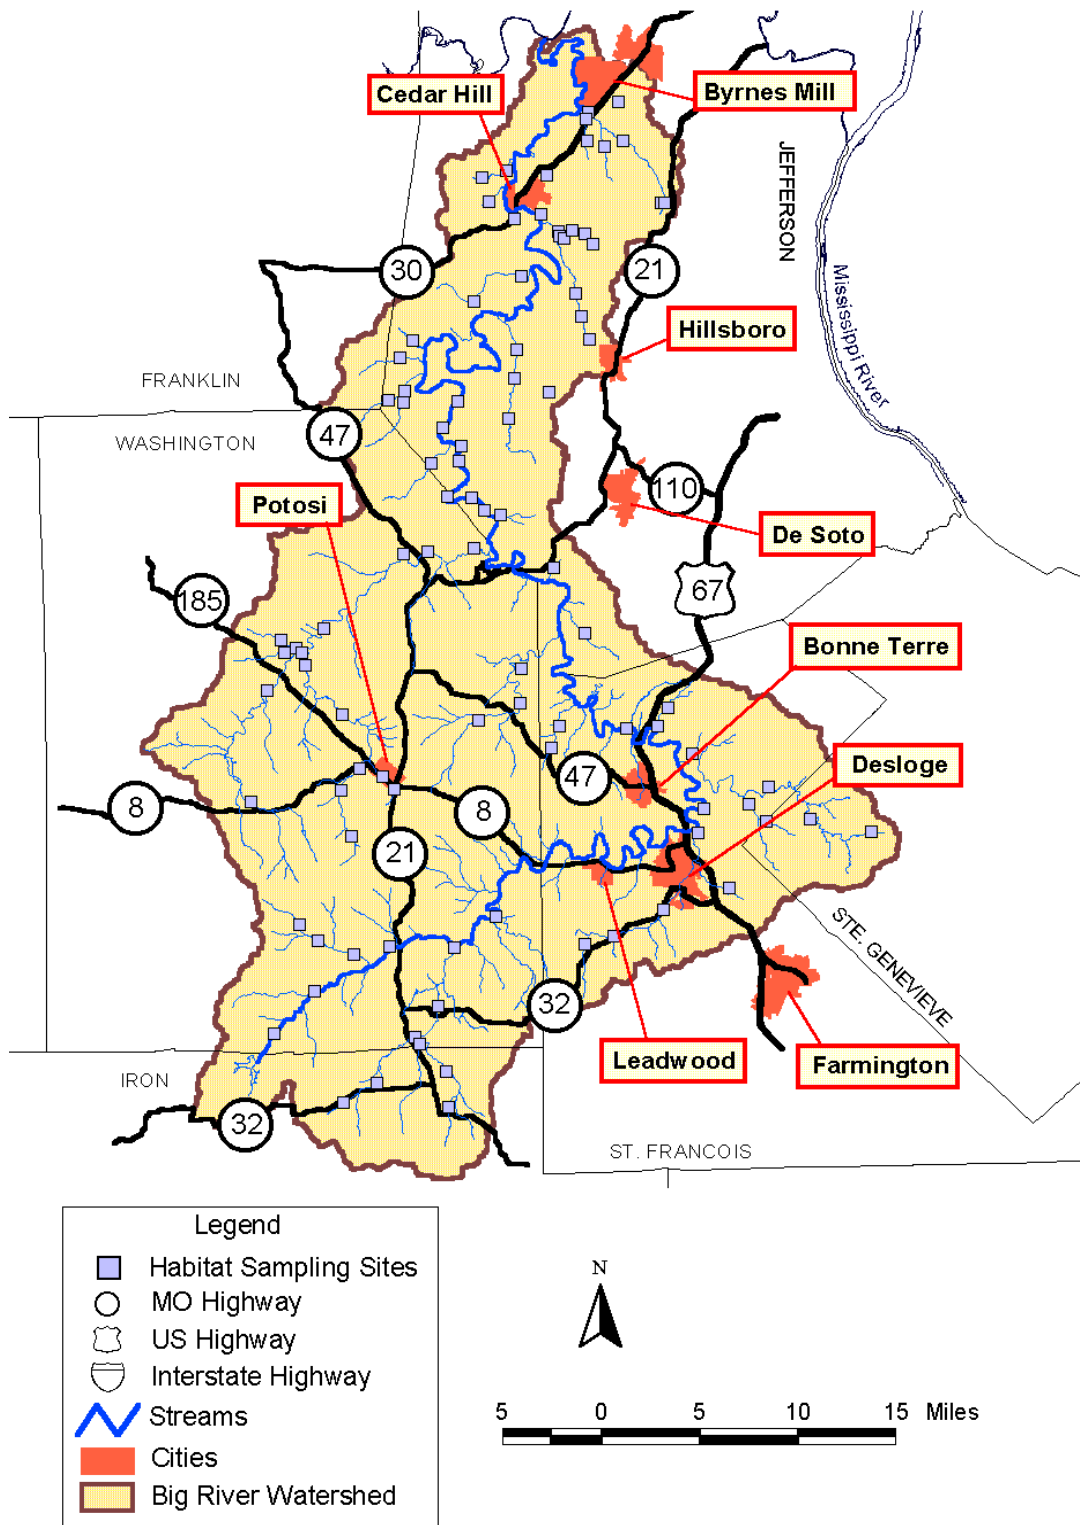 Cedar Hill
Byrnes Mill
JEFFERSON
30
21
Mississippi River
Hillsboro
FRANKLIN
47
WASHINGTON
110
Potosi
De Soto
185
67
Bonne Terre
Desloge
47
8
8
21
STE. GENEVIEVE
32
Leadwood
Farmington
IRON
32
ST. FRANCOIS
Legend
Habitat Sampling Sites
MO Highway
US Highway
Interstate Highway
Streams
Cities
Big River Watershed
N
5 0 5 10 15 Miles